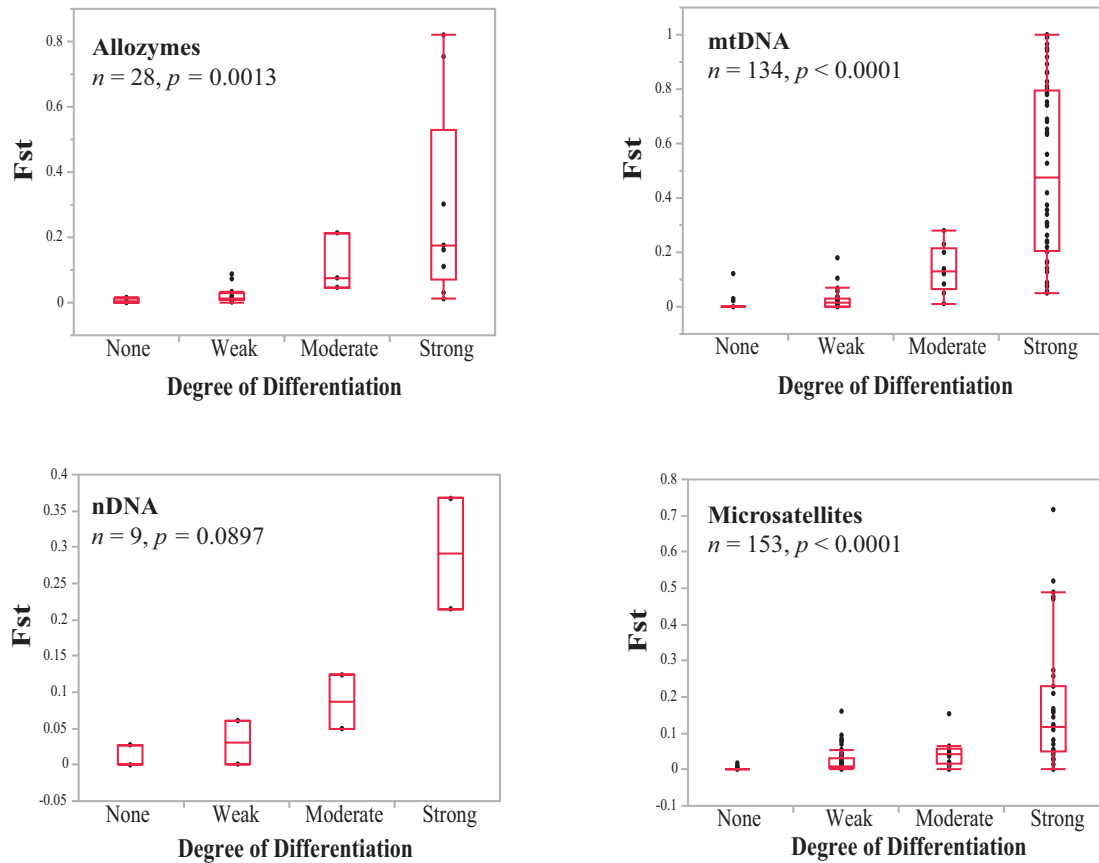 Allozymes
n = 28, p = 0.0013
Fst
0.8
0.6
0.4
0.2
0
None Weak Moderate Strong
Degree of Differentiation
mtDNA
n = 134, p < 0.0001
Fst
1
0.8
0.6
0.4
0.2
0
None Weak Moderate Strong
Degree of Differentiation
nDNA
n = 9, p = 0.0897
Fst
0.4
0.35
0.3
0.25
0.2
0.15
0.1
0.05
0
-0.05
None Weak Moderate Strong
Degree of Differentiation
Microsatellites
n = 153, p < 0.0001
Fst
0.8
0.7
0.6
0.5
0.4
0.3
0.2
0.1
0
-0.1
None Weak Moderate Strong
Degree of Differentiation